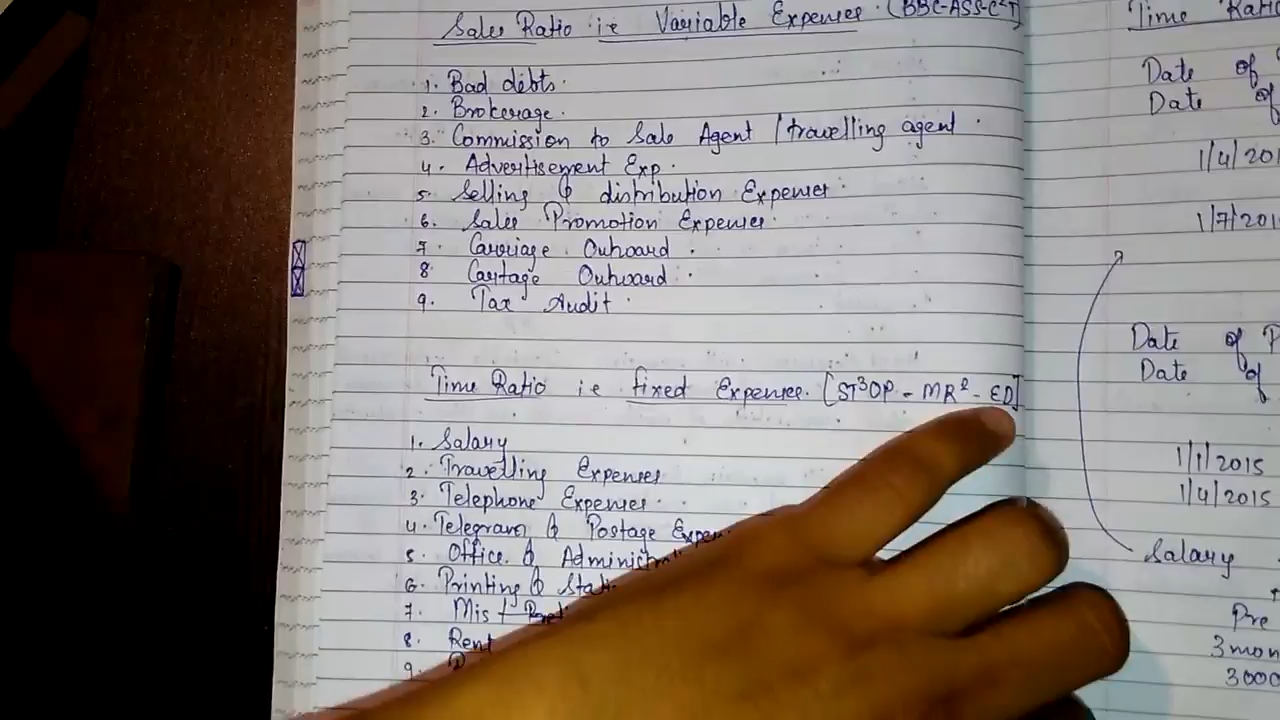 Sales Ratio i.e Variable Expenses. (BBC-ASS-C²T]
1. Bad debts.
2. Brokerage.
3. Commission to Sale Agent / travelling agent.
4. Advertisement Exp.
5. Selling & distribution Expenses.
6. Sales Promotion Expenses.
7. Carriage Outward.
8. Cartage Outward.
9. Tax Audit.
Time Ratio i.e fixed Expenses. [ST³OP - MR² - ED]
1. Salary
2. Travelling Expenses
3. Telephone Expenses.
4. Telegram & Postage
5. Office &
6. Printing &
7. Mis
8. Rent
9.
Time
Date of
Date of
1/4/201
1/7/201
Date of
Date of
1/1/2015
1/4/2015
Salary
Pre
3 mon
3000